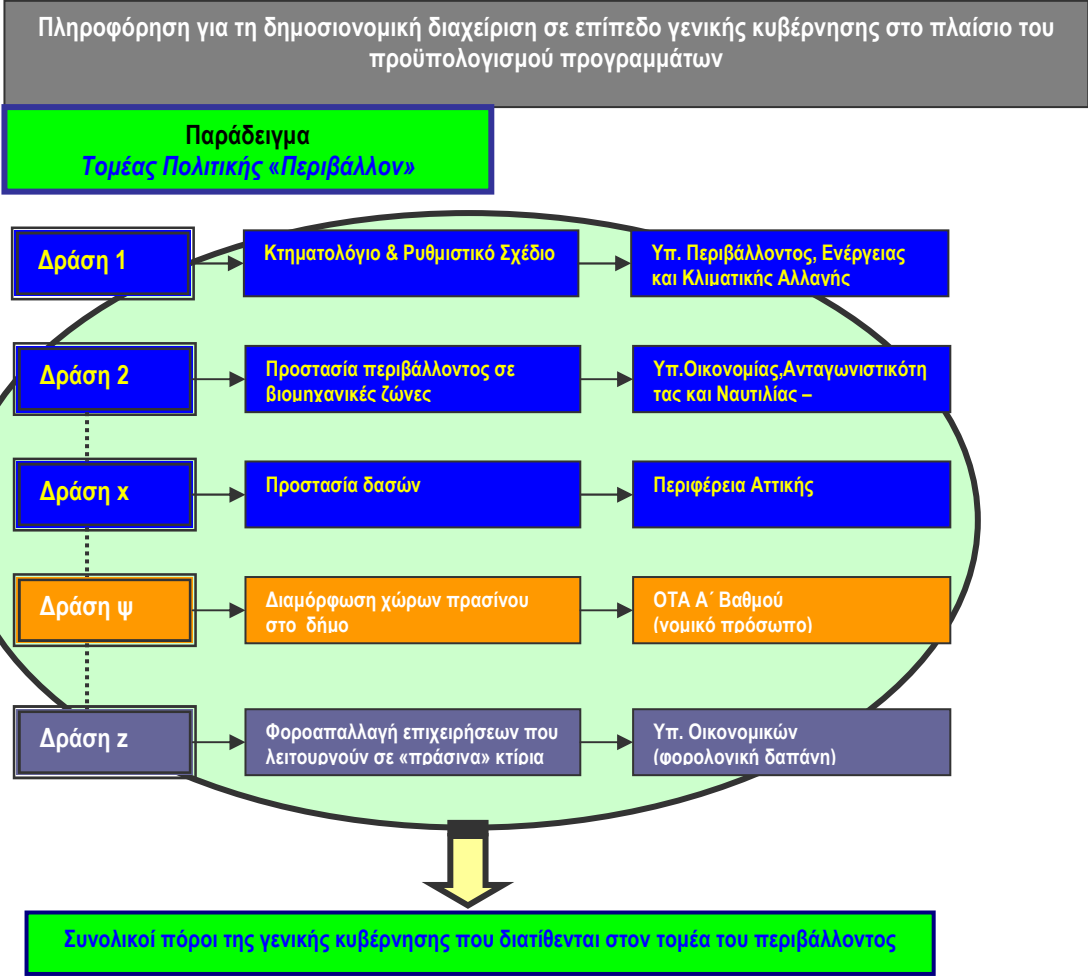 Πληροφόρηση για τη δημοσιονομική διαχείριση σε επίπεδο γενικής κυβέρνησης στο πλαίσιο του
προϋπολογισμού προγραμμάτων
Παράδειγμα
Τομέας Πολιτικής «Περιβάλλον»
Δράση 1
Κτηματολόγιο & Ρυθμιστικό Σχέδιο
Υπ. Περιβάλλοντος, Ενέργειας
και Κλιματικής Αλλαγής
Δράση 2
Προστασία περιβάλλοντος σε
βιομηχανικές ζώνες
Υπ.Οικονομίας,Ανταγωνιστικότη
τας και Ναυτιλίας –
Δράση x
Προστασία δασών
Περιφέρεια Αττικής
Δράση ψ
Διαμόρφωση χώρων πρασίνου
στο δήμο
ΟΤΑ Α΄ Βαθμού
(νομικό πρόσωπο)
Δράση z
Φοροαπαλλαγή επιχειρήσεων που
λειτουργούν σε «πράσινα» κτίρια
Υπ. Οικονομικών
(φορολογική δαπάνη)
Συνολικοί πόροι της γενικής κυβέρνησης που διατίθενται στον τομέα του περιβάλλοντος